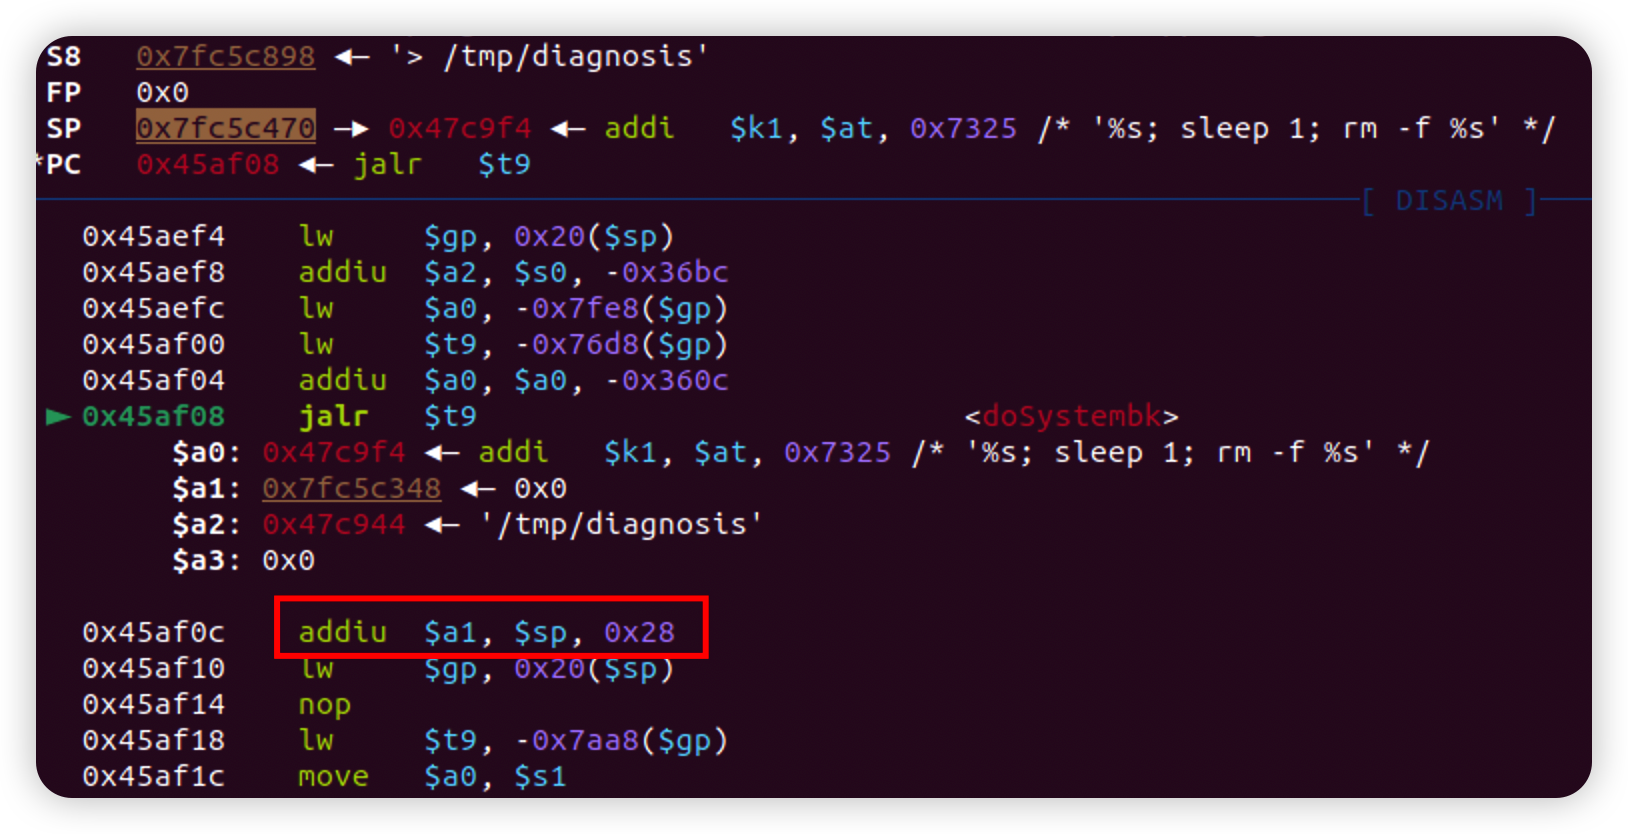 S8 0x7fc5c898 ◂— '> /tmp/diagnosis'
FP 0x0
SP 0x7fc5c470 —▸ 0x47c9f4 ◂— addi $k1, $at, 0x7325 /* '%s; sleep 1; rm -f %s' */
*PC 0x45af08 ◂— jalr $t9
[ DISASM ]
0x45aef4 lw $gp, 0x20($sp)
0x45aef8 addiu $a2, $s0, -0x36bc
0x45aefc lw $a0, -0x7fe8($gp)
0x45af00 lw $t9, -0x76d8($gp)
0x45af04 addiu $a0, $a0, -0x360c
► 0x45af08 jalr $t9 <doSystembk>
$a0: 0x47c9f4 ◂— addi $k1, $at, 0x7325 /* '%s; sleep 1; rm -f %s' */
$a1: 0x7fc5c348 ◂— 0x0
$a2: 0x47c944 ◂— '/tmp/diagnosis'
$a3: 0x0
0x45af0c addiu $a1, $sp, 0x28
0x45af10 lw $gp, 0x20($sp)
0x45af14 nop
0x45af18 lw $t9, -0x7aa8($gp)
0x45af1c move $a0, $s1